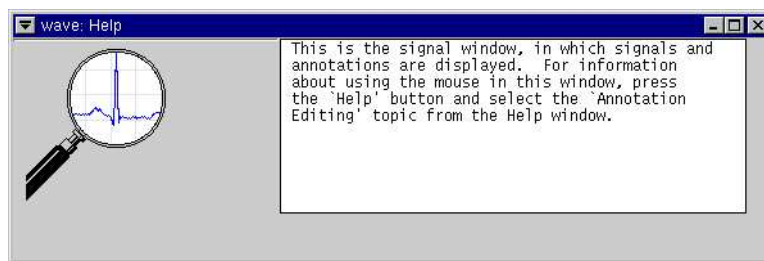 wave: Help
This is the signal window, in which signals and
annotations are displayed.  For information
about using the mouse in this window, press
the `Help' button and select the `Annotation
Editing' topic from the Help window.